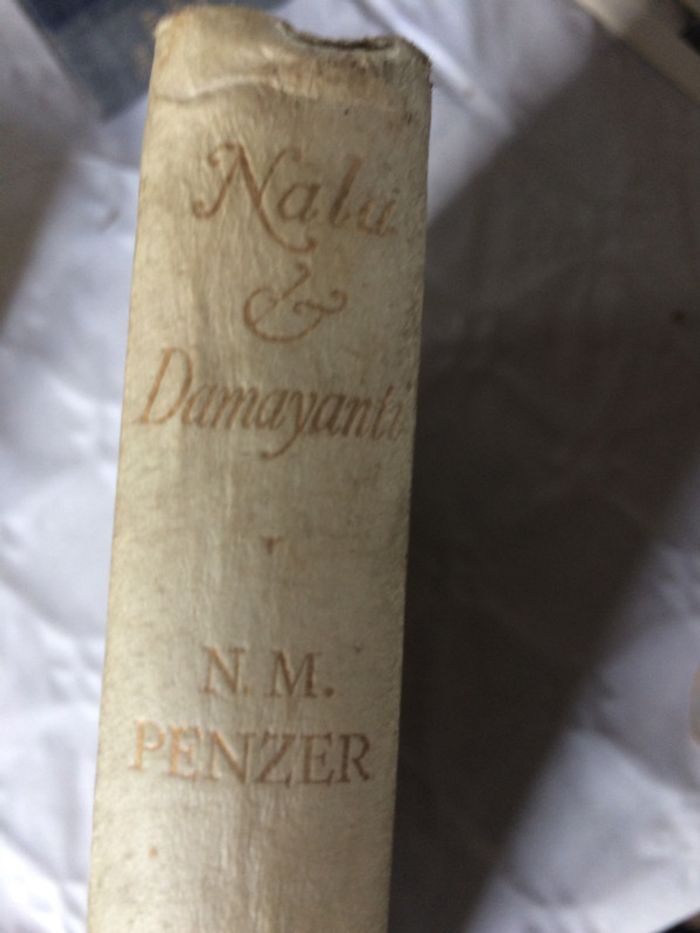 Nala
&
Damayanti
N. M.
PENZER